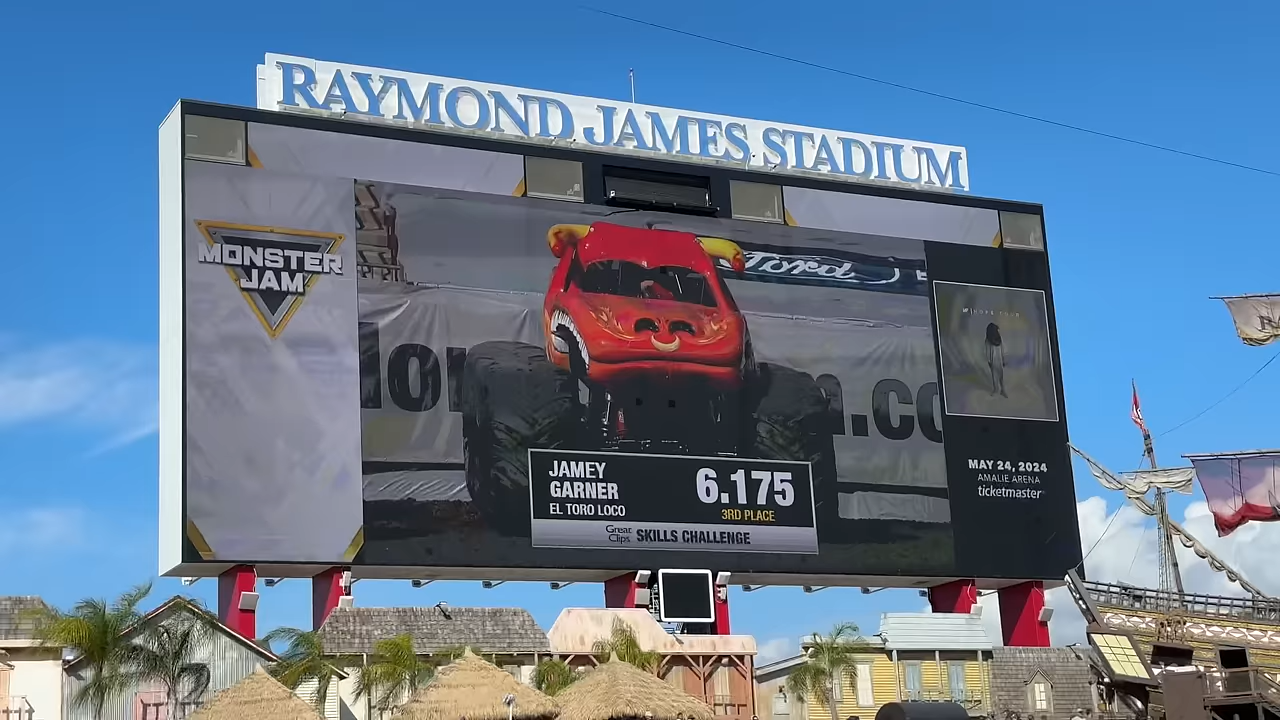 RAYMOND JAMES STADIUM
MONSTER
JAM
Ford
.co
JAMEY
GARNER
EL TORO LOCO
6.175
3RD PLACE
Great
Clips
SKILLS CHALLENGE
MAY 24, 2024
AMALIE ARENA
ticketmaster